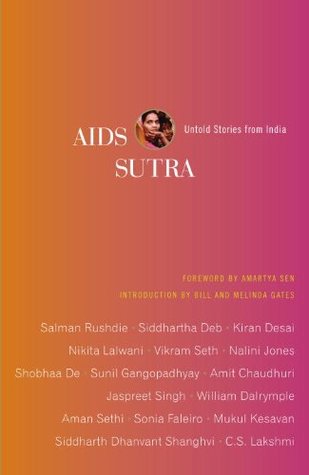 AIDS
SUTRA
Untold Stories from India
FOREWORD BY AMARTYA SEN
INTRODUCTION BY BILL AND MELINDA GATES
Salman Rushdie · Siddhartha Deb · Kiran Desai
Nikita Lalwani · Vikram Seth · Nalini Jones
Shobhaa De · Sunil Gangopadhyay · Amit Chaudhuri
Jaspreet Singh · William Dalrymple
Aman Sethi · Sonia Faleiro · Mukul Kesavan
Siddharth Dhanvant Shanghvi · C.S. Lakshmi